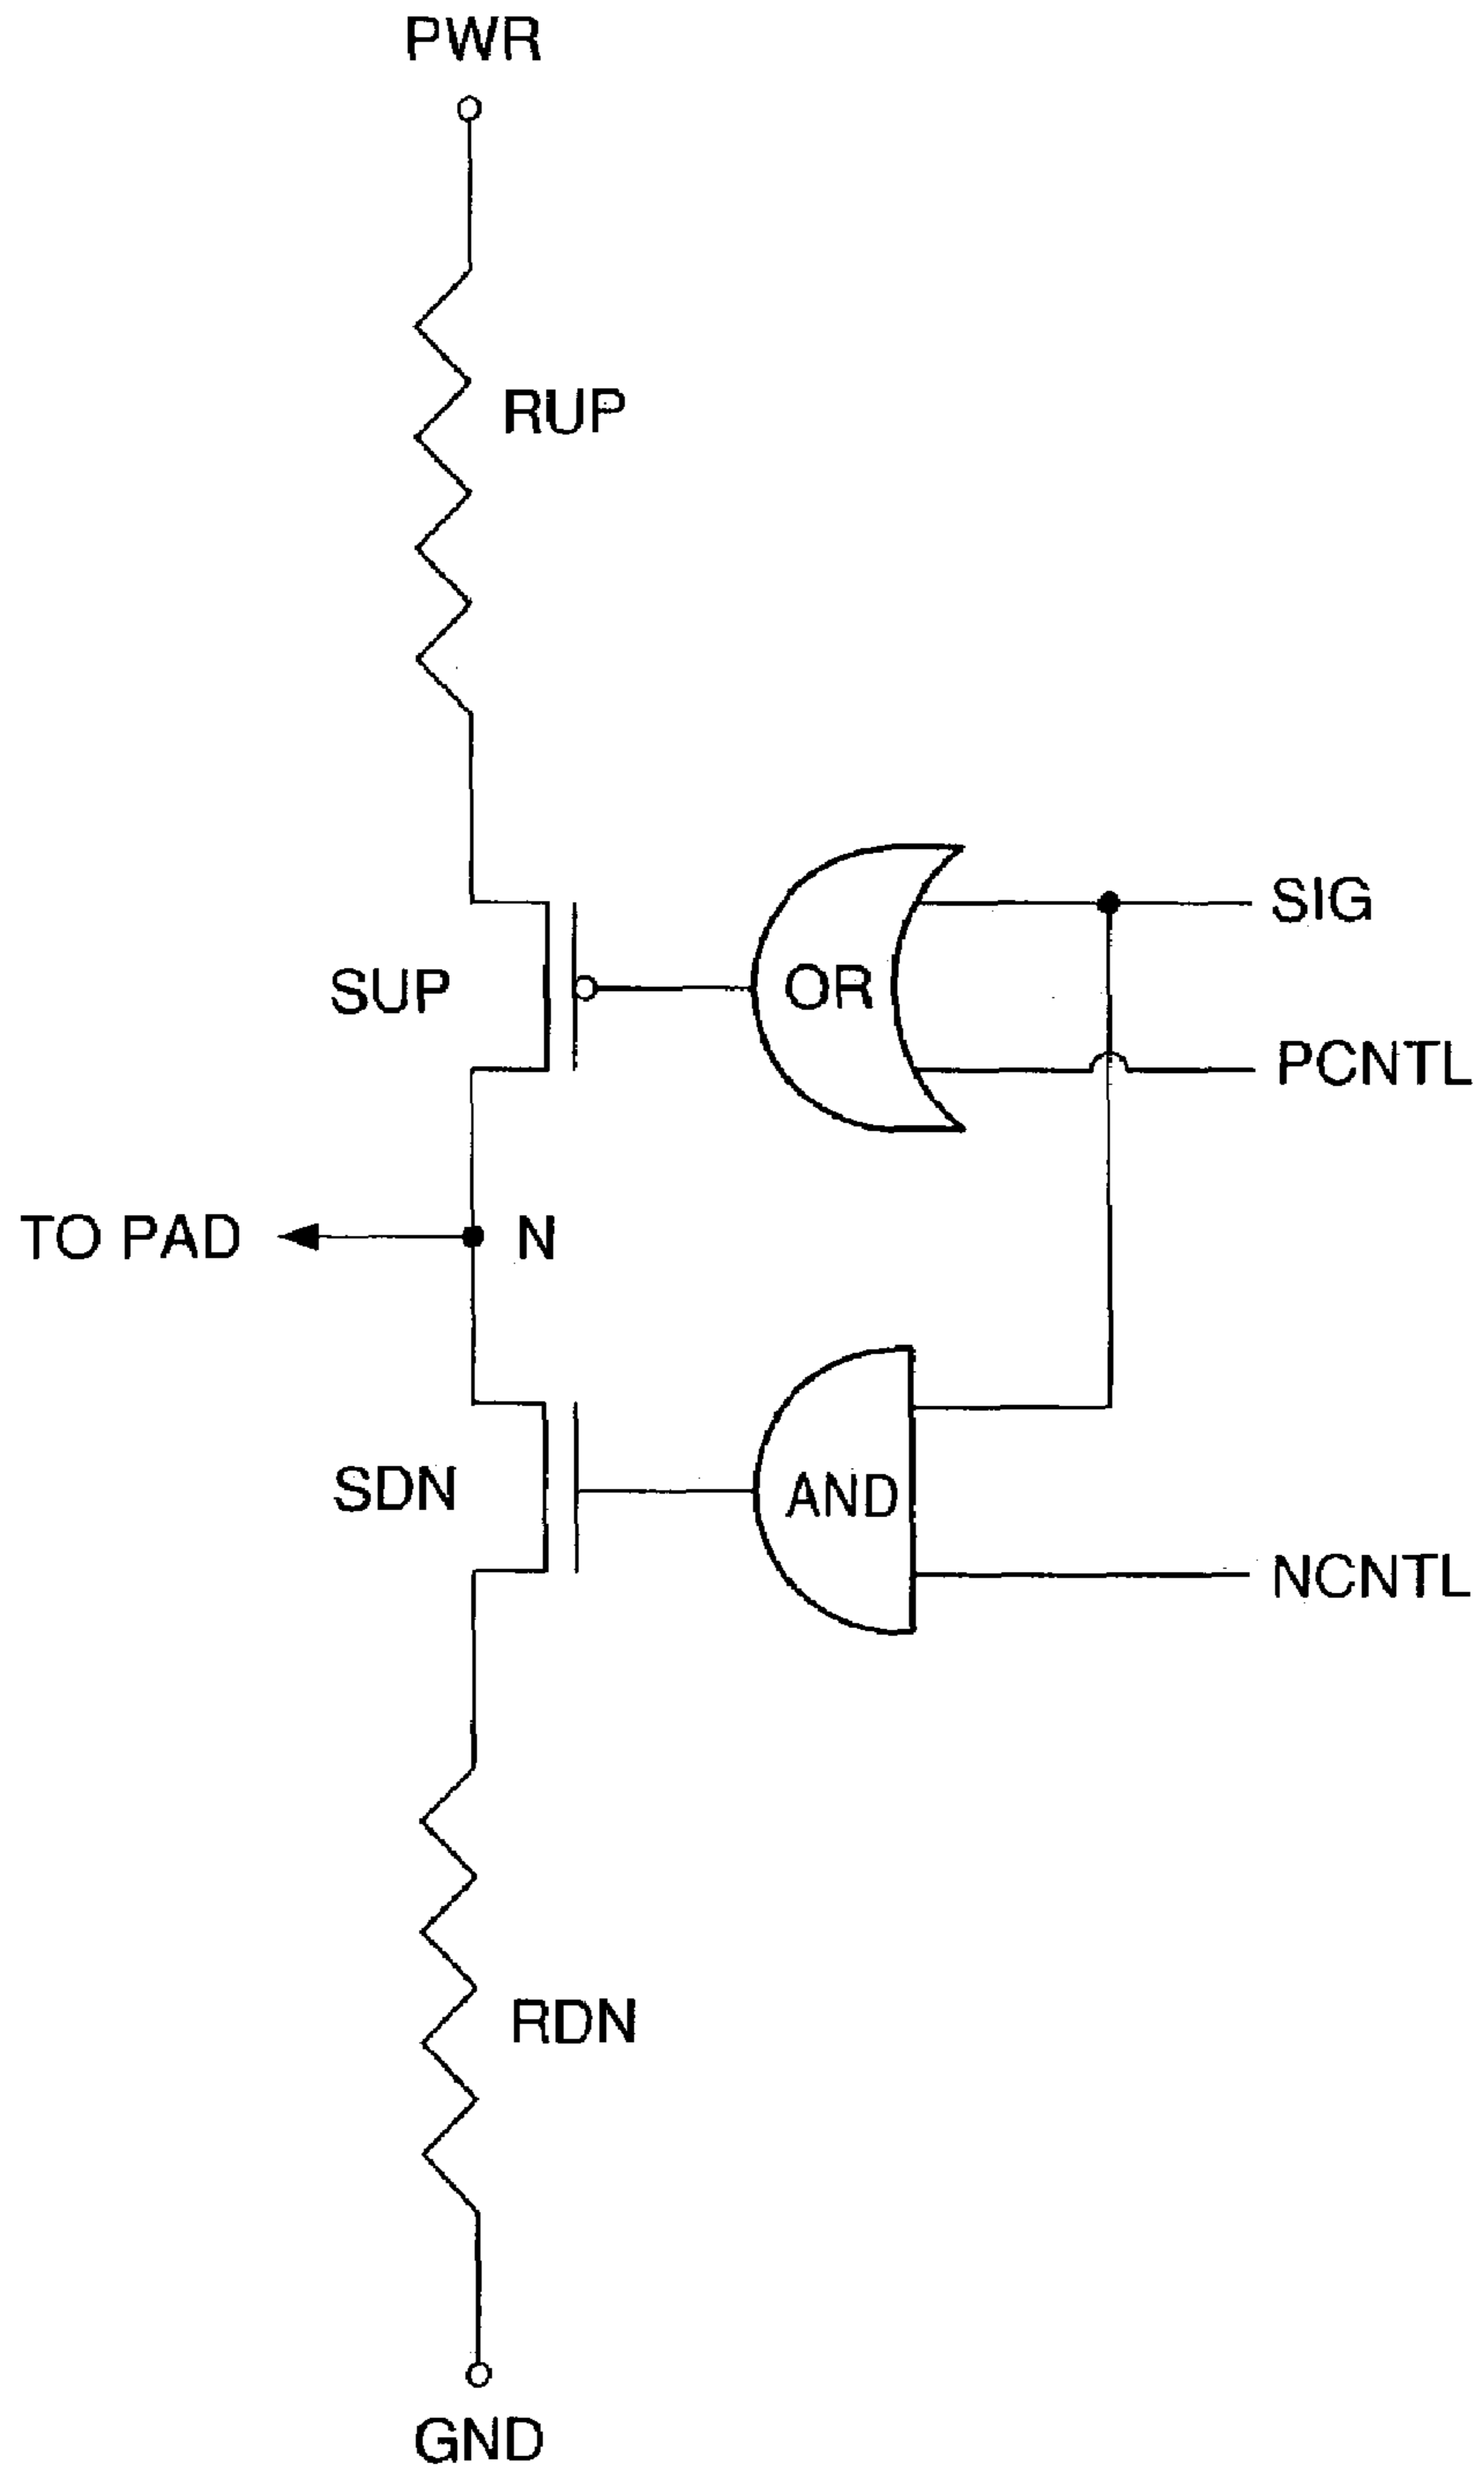 PWR
RUP
SIG
SUP
OR
PCNTL
TO PAD
N
SDN
AND
NCNTL
RDN
GND